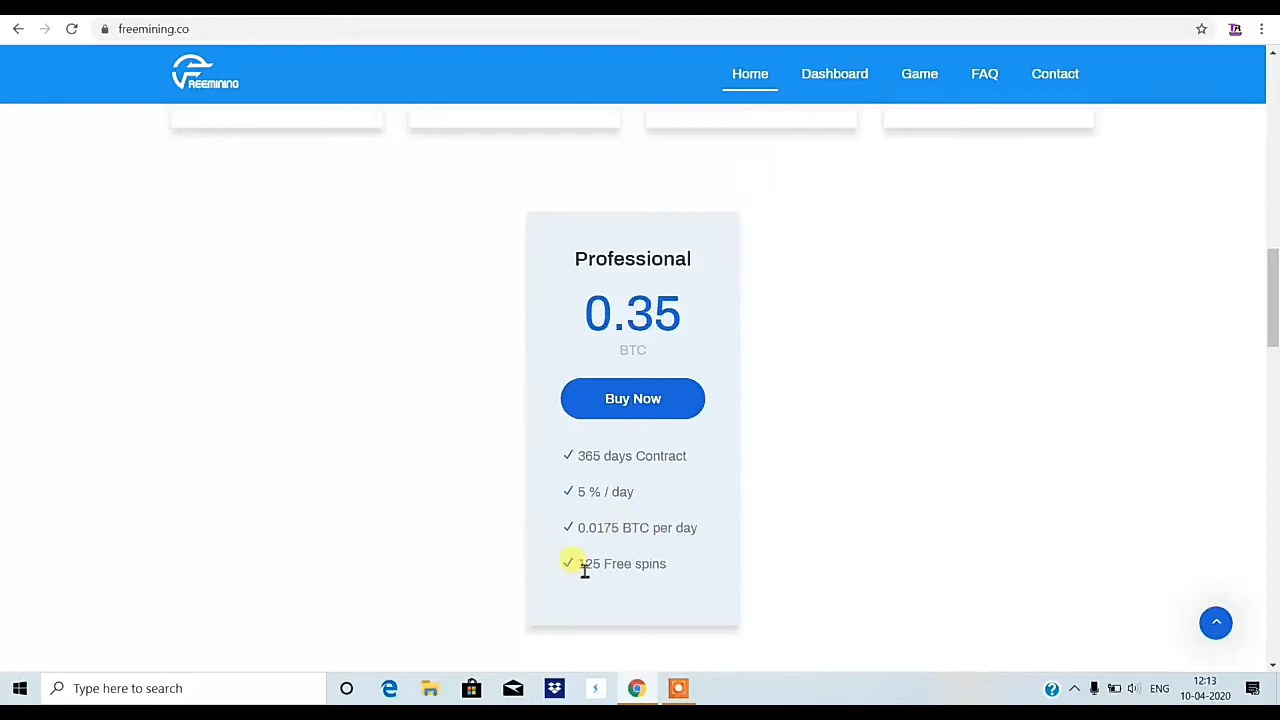 freemining.co
FREEMINING
Home
Dashboard
Game
FAQ
Contact
Professional
0.35
BTC
Buy Now
365 days Contract
5 % / day
0.0175 BTC per day
Free spins
Type here to search
ENG
12:13
10-04-2020